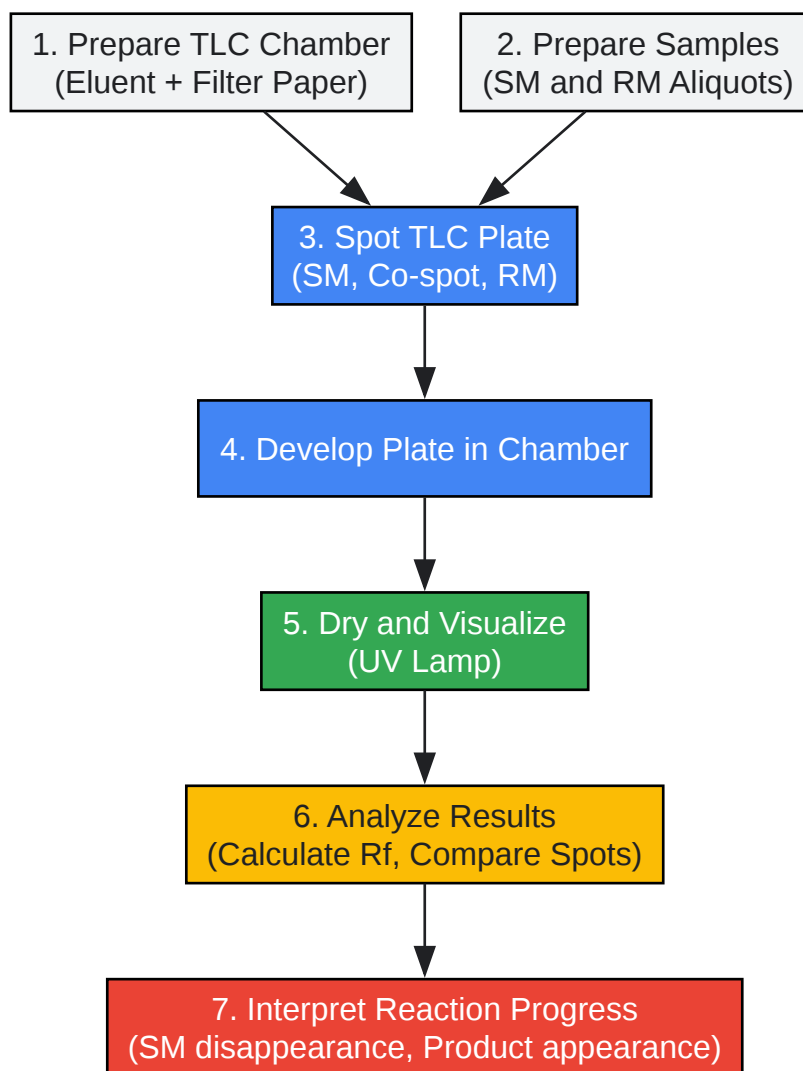 1. Prepare TLC Chamber
(Eluent + Filter Paper)
2. Prepare Samples
(SM and RM Aliquots)
3. Spot TLC Plate
(SM, Co-spot, RM)
4. Develop Plate in Chamber
5. Dry and Visualize
(UV Lamp)
6. Analyze Results
(Calculate Rf, Compare Spots)
7. Interpret Reaction Progress
(SM disappearance, Product appearance)